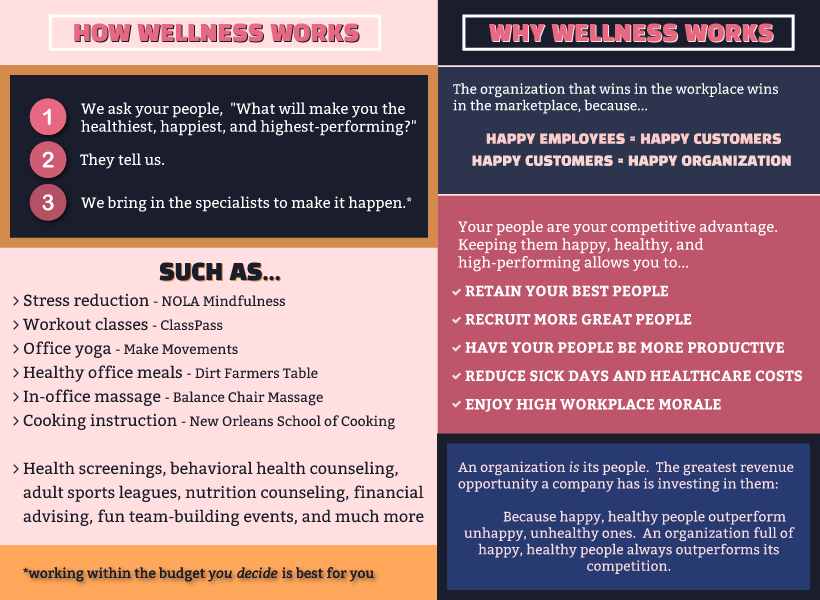 HOW WELLNESS WORKS
1 We ask your people,  "What will make you the
healthiest, happiest, and highest-performing?"
2 They tell us.
3 We bring in the specialists to make it happen.*
SUCH AS...
> Stress reduction - NOLA Mindfulness
> Workout classes - ClassPass
> Office yoga - Make Movements
> Healthy office meals - Dirt Farmers Table
> In-office massage - Balance Chair Massage
> Cooking instruction - New Orleans School of Cooking
> Health screenings, behavioral health counseling,
adult sports leagues, nutrition counseling, financial
advising, fun team-building events, and much more
*working within the budget you decide is best for you
WHY WELLNESS WORKS
The organization that wins in the workplace wins
in the marketplace, because...
HAPPY EMPLOYEES = HAPPY CUSTOMERS
HAPPY CUSTOMERS = HAPPY ORGANIZATION
Your people are your competitive advantage.
Keeping them happy, healthy, and
high-performing allows you to...
✓ RETAIN YOUR BEST PEOPLE
✓ RECRUIT MORE GREAT PEOPLE
✓ HAVE YOUR PEOPLE BE MORE PRODUCTIVE
✓ REDUCE SICK DAYS AND HEALTHCARE COSTS
✓ ENJOY HIGH WORKPLACE MORALE
An organization is its people.  The greatest revenue
opportunity a company has is investing in them:
Because happy, healthy people outperform
unhappy, unhealthy ones.  An organization full of
happy, healthy people always outperforms its
competition.